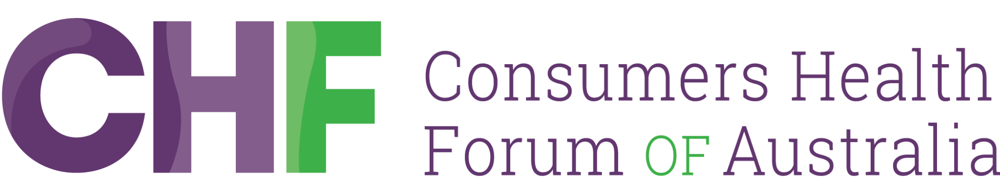 CHF
Consumers Health
Forum OF Australia